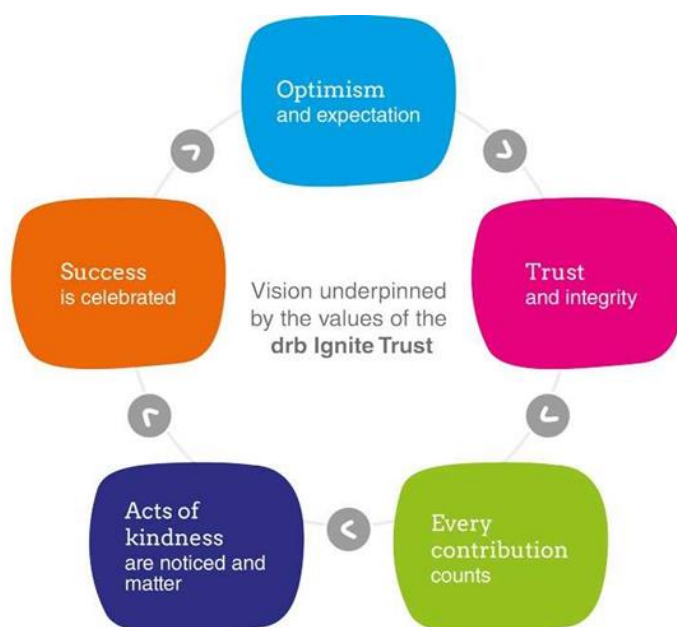 Optimism
and expectation
Trust
and integrity
Every
contribution
counts
Acts of
kindness
are noticed and
matter
Success
is celebrated
Vision underpinned
by the values of the
drb Ignite Trust